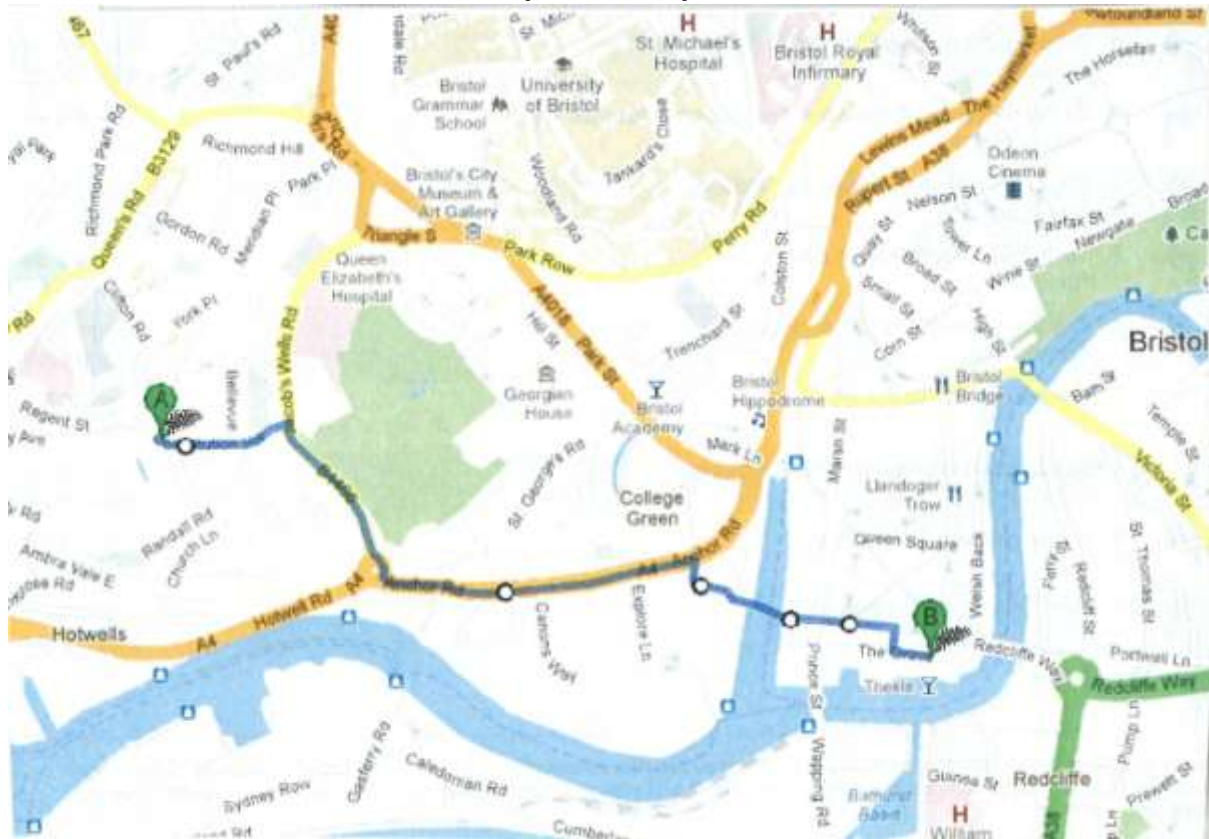 St. Paul's Rd
H
St. Michael's
Hospital
H
Bristol Royal
Infirmary
The Haymarket
The Horsefair
University
of Bristol
Bristol
Grammar
School
Richmond Park Rd
B3129
Richmond Hill
Queen's Rd
Park Pl
Meridian Pl
Gordon Rd
Bristol's City
Museum &
Art Gallery
Woodland Rd
Tankard's Close
Lewins Mead
Rupert St
A38
Odeon
Cinema
Nelson St
Fairfax St
Newgate
Tower Ln
Broad St
Wine St
Quay St
Small St
Corn St
High St
Triangle S
Park Row
Perry Rd
Colston St
Queen
Elizabeth's
Hospital
Clifton Rd
York Pl
Hill St
A4018
Park St
Trenchard St
Bristol
Bristol
Hippodrome
Bristol
Bridge
A
Bellevue
Regent St
Georgian
House
Bristol
Academy
Mark Ln
Marsh St
Temple St
Victoria St
St George's Rd
College
Green
Llandoger
Trow
Queen Square
Welsh Back
Ferry St
Redcliff St
St Thomas St
Randall Rd
Church Ln
Ambra Vale E
A4
Anchor Rd
A4
Anchor Rd
Hotwell Rd
Hotwells
A4
Canons Way
Explore Ln
B
Prince St
Thekla
Redcliffe Way
Portwall Ln
Redcliffe Way
Pump Ln
Gasferry Rd
Caledonian Rd
Sydney Row
Wapping Rd
Bathurst
Basin
Guinea St
Redcliffe
Prewett St
A38
H
William